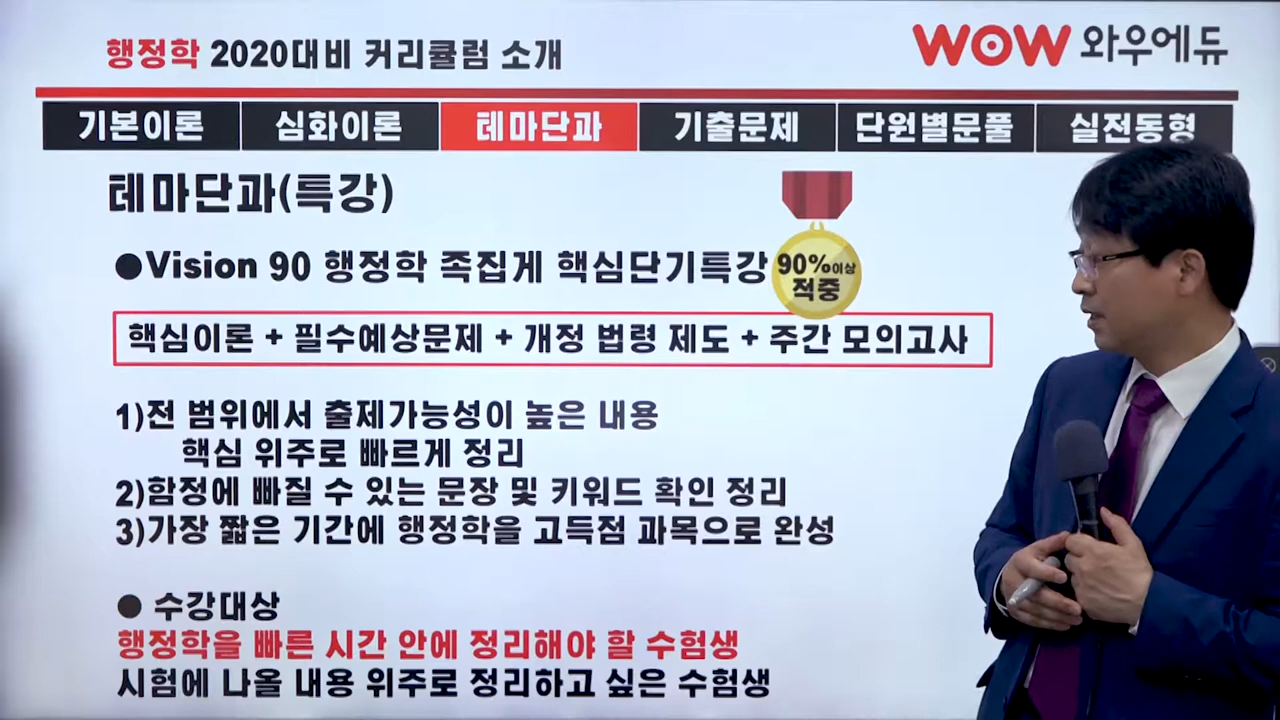 행정학 2020대비 커리큘럼 소개
WOW 와우에듀
기본이론 심화이론 테마단과 기출문제 단원별문풀 실전동형
테마단과(특강)
●Vision 90 행정학 족집게 핵심단기특강
90%이상
적중
핵심이론 + 필수예상문제 + 개정 법령 제도 + 주간 모의고사
1)전 범위에서 출제가능성이 높은 내용
핵심 위주로 빠르게 정리
2)함정에 빠질 수 있는 문장 및 키워드 확인 정리
3)가장 짧은 기간에 행정학을 고득점 과목으로 완성
● 수강대상
행정학을 빠른 시간 안에 정리해야 할 수험생
시험에 나올 내용 위주로 정리하고 싶은 수험생